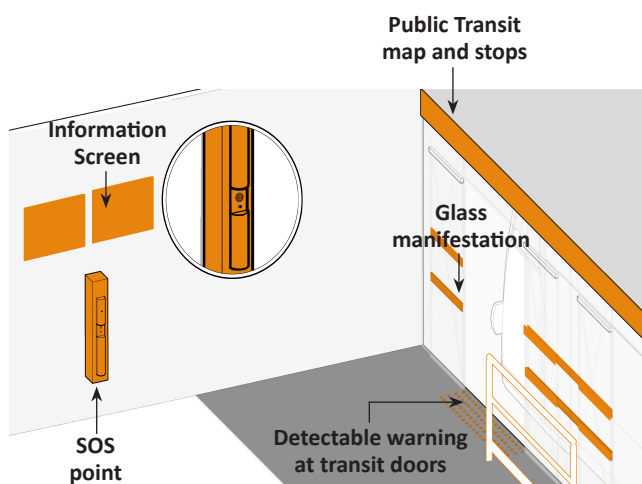 Public Transit
map and stops
Information
Screen
Glass
manifestation
SOS
point
Detectable warning
at transit doors